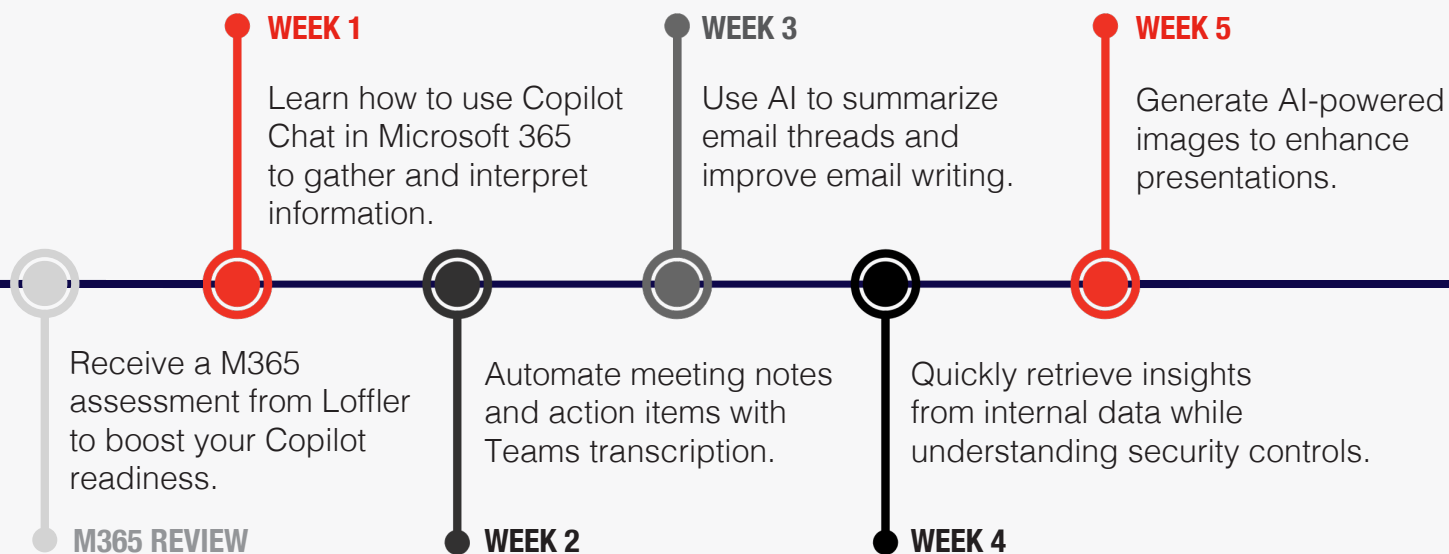 WEEK 1
Learn how to use Copilot
Chat in Microsoft 365
to gather and interpret
information.
WEEK 3
Use AI to summarize
email threads and
improve email writing.
WEEK 5
Generate AI-powered
images to enhance
presentations.
Receive a M365
assessment from Loffler
to boost your Copilot
readiness.
M365 REVIEW
Automate meeting notes
and action items with
Teams transcription.
WEEK 2
Quickly retrieve insights
from internal data while
understanding security controls.
WEEK 4